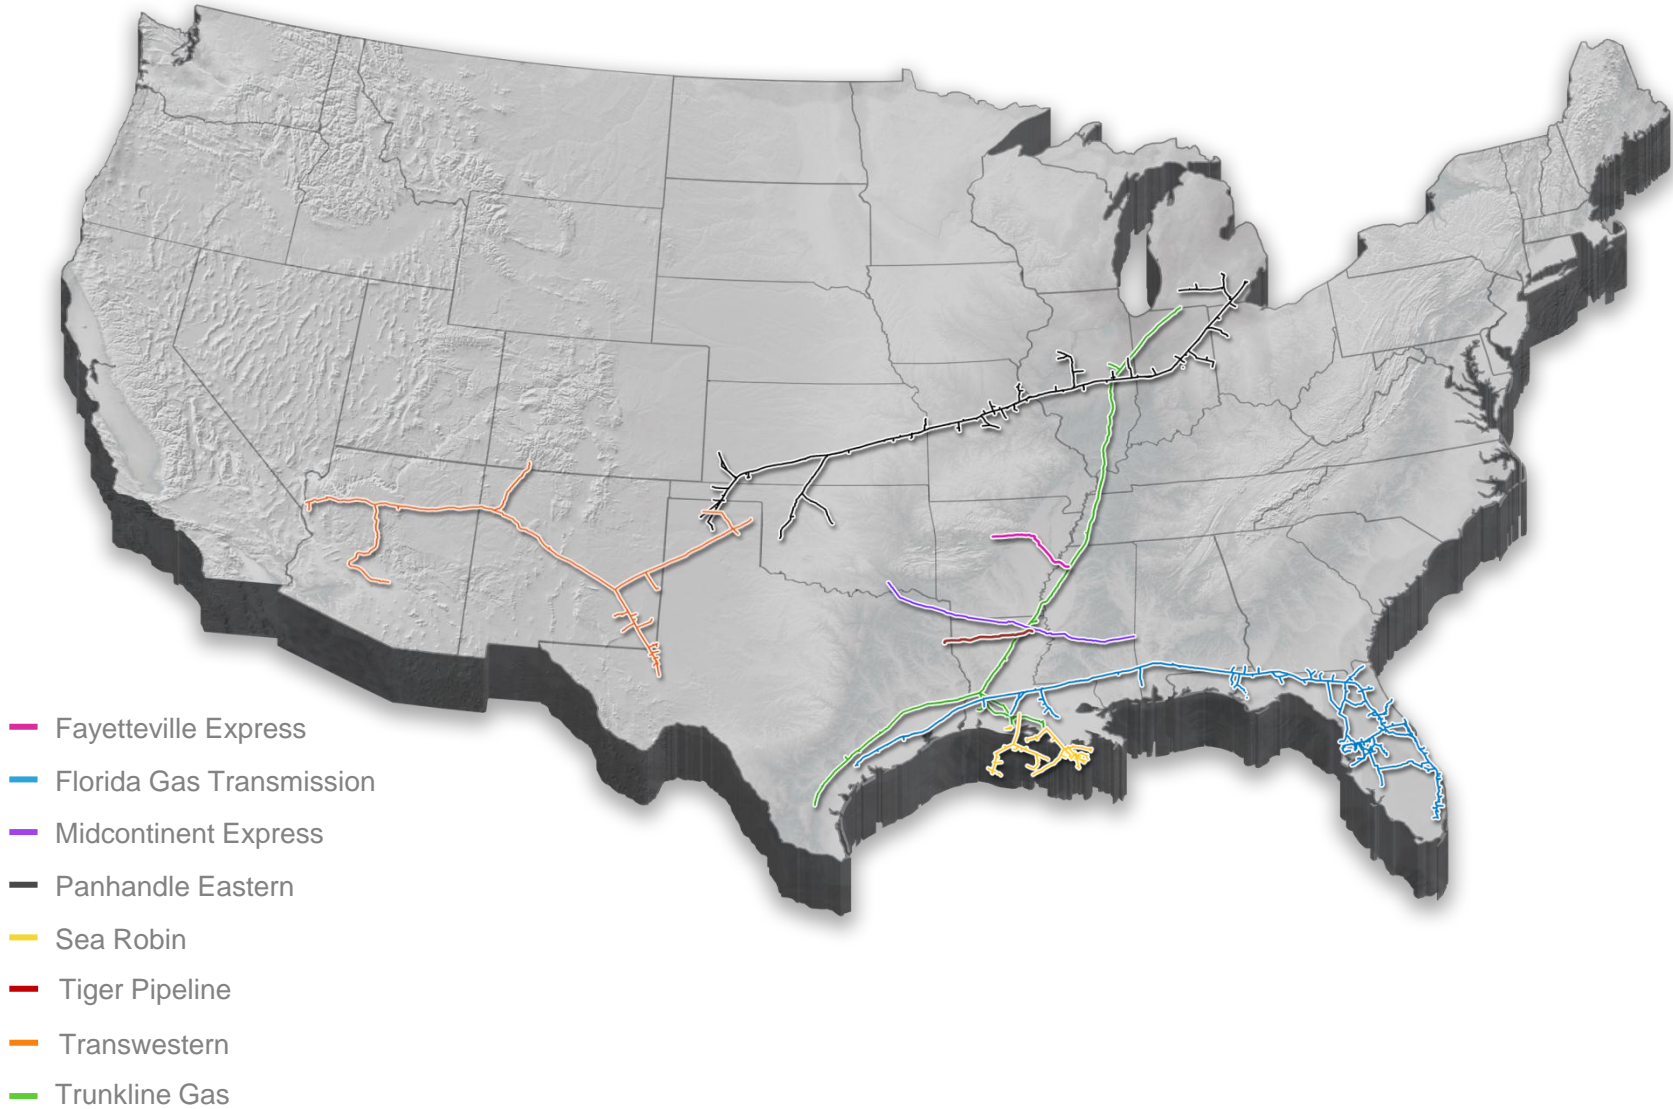 Fayetteville Express
Florida Gas Transmission
Midcontinent Express
Panhandle Eastern
Sea Robin
Tiger Pipeline
Transwestern
Trunkline Gas